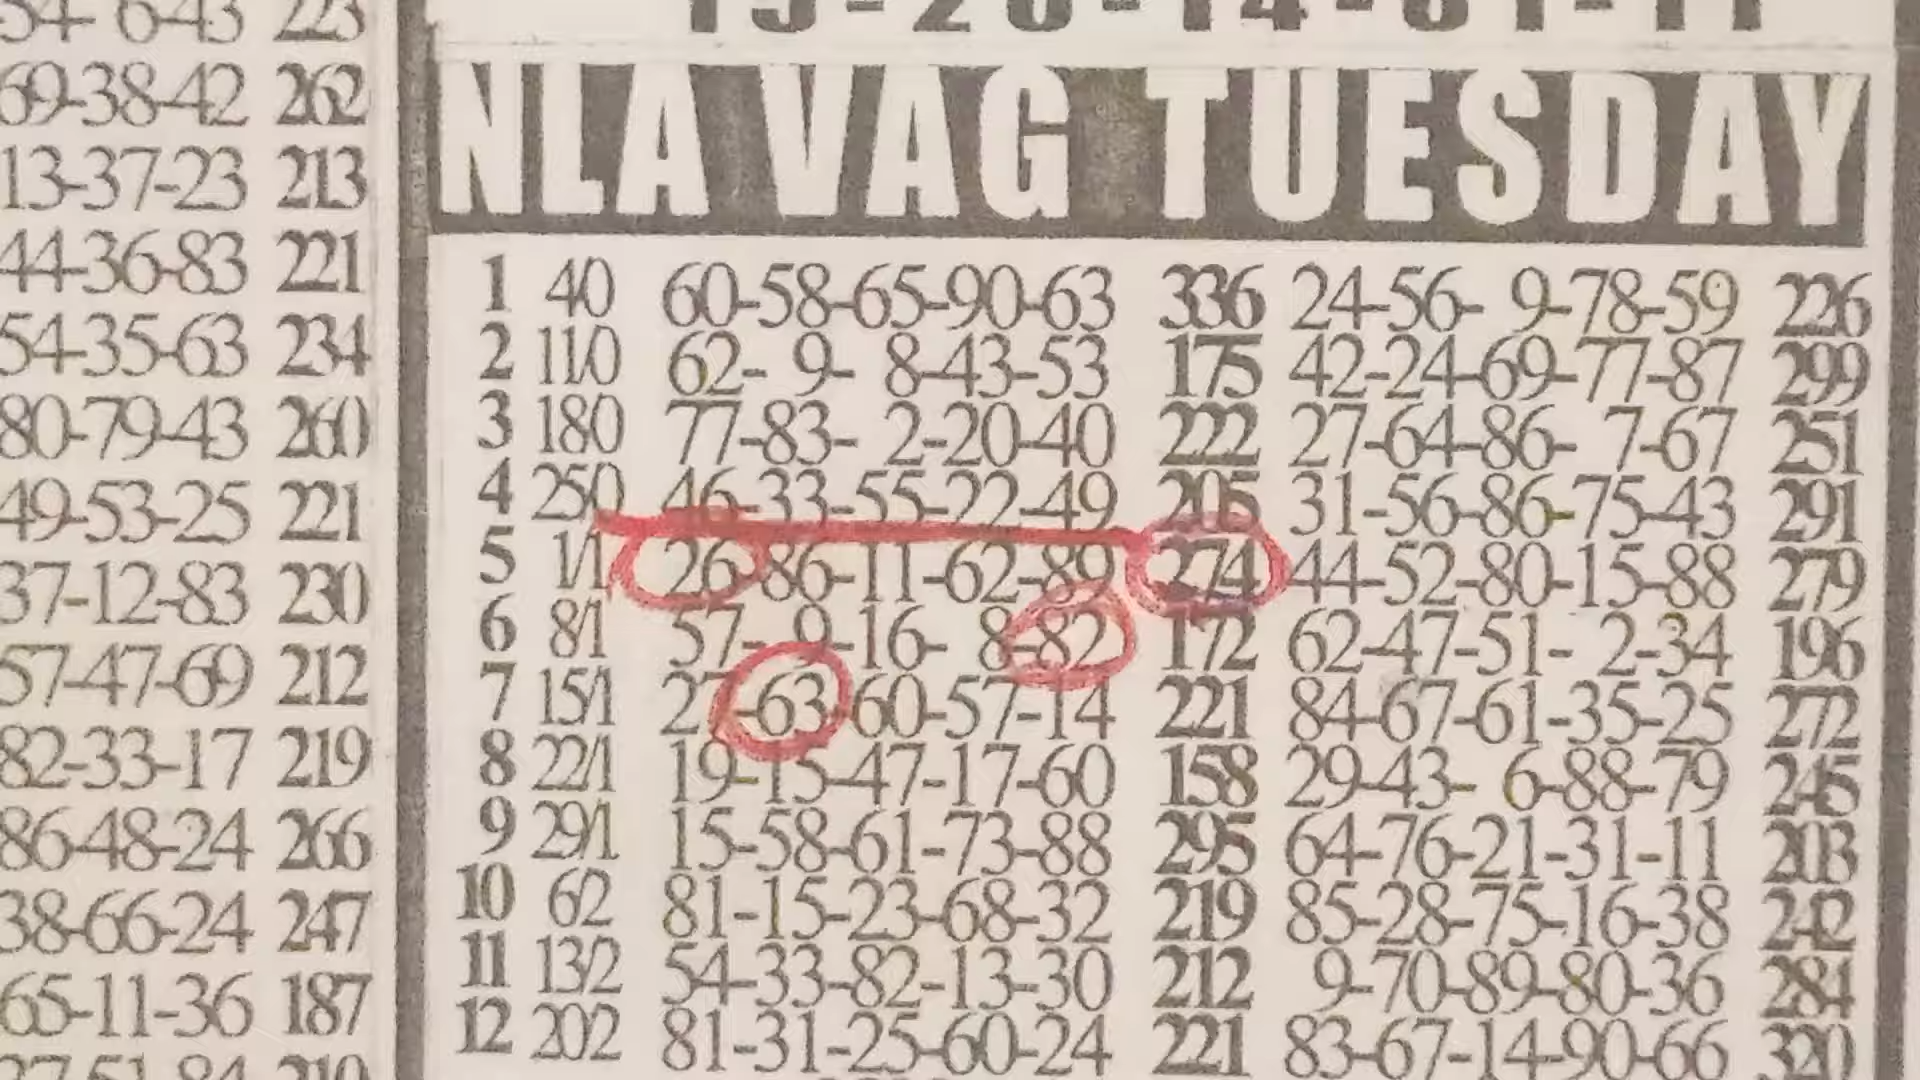 54-6-43 223
69-38-42 262
13-37-23 213
44-36-83 221
54-35-63 234
80-79-43 260
49-53-25 221
37-12-83 230
57-47-69 212
82-33-17 219
86-48-24 266
38-66-24 247
65-11-36 187
NLA VAG TUESDAY
1 4/0 60-58-65-90-63 336 24-56- 9-78-59 226
2 11/0 62- 9- 8-43-53 175 42-24-69-77-87 299
3 18/0 77-83- 2-20-40 222 27-64-86- 7-67 251
4 25/0 46-33-55-22-49 205 31-56-86-75-43 291
5 1/1 26-86-11-62-89 274 44-52-80-15-88 279
6 8/1 57- 9-16- 8-82 172 62-47-51- 2-34 196
7 15/1 27-63-60-57-14 221 84-67-61-35-25 272
8 22/1 19-15-47-17-60 158 29-43- 6-88-79 245
9 29/1 15-58-61-73-88 295 64-76-21-31-11 203
10 6/2 81-15-23-68-32 219 85-28-75-16-38 242
11 13/2 54-33-82-13-30 212 9-70-89-80-36 284
12 20/2 81-31-25-60-24 221 83-67-14-90-66 320